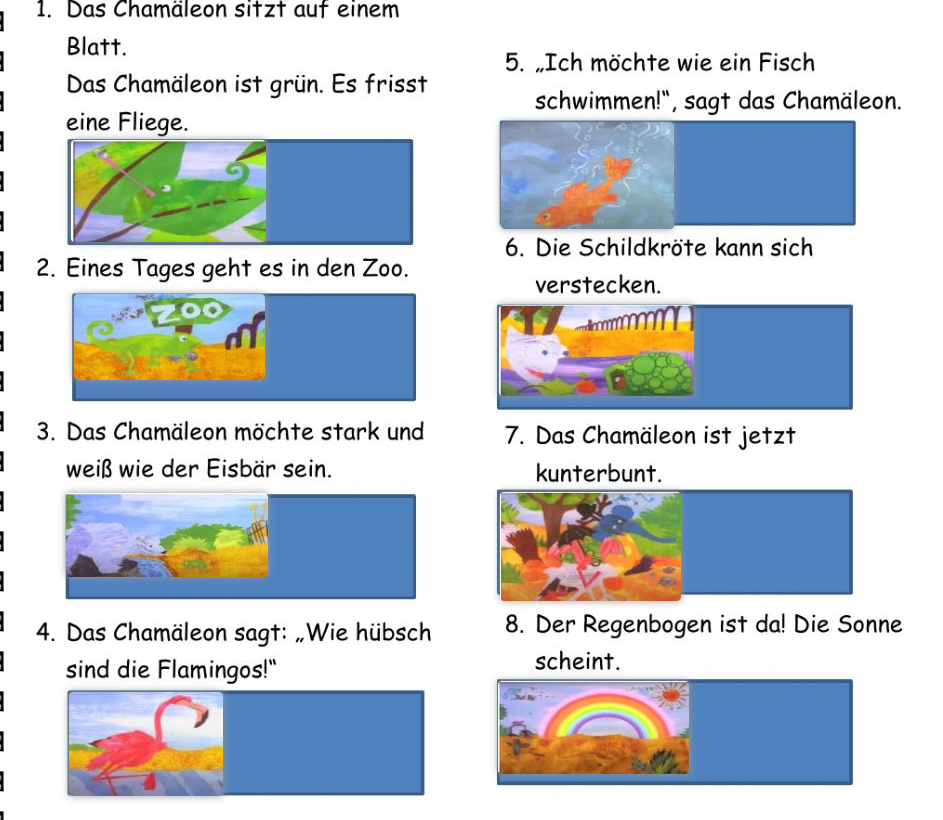 1. Das Chamäleon sitzt auf einem
Blatt.
Das Chamäleon ist grün. Es frisst
eine Fliege.
2. Eines Tages geht es in den Zoo.
ZOO
3. Das Chamäleon möchte stark und
weiß wie der Eisbär sein.
4. Das Chamäleon sagt: „Wie hübsch
sind die Flamingos!“
5. „Ich möchte wie ein Fisch
schwimmen!“, sagt das Chamäleon.
6. Die Schildkröte kann sich
verstecken.
7. Das Chamäleon ist jetzt
kunterbunt.
8. Der Regenbogen ist da! Die Sonne
scheint.